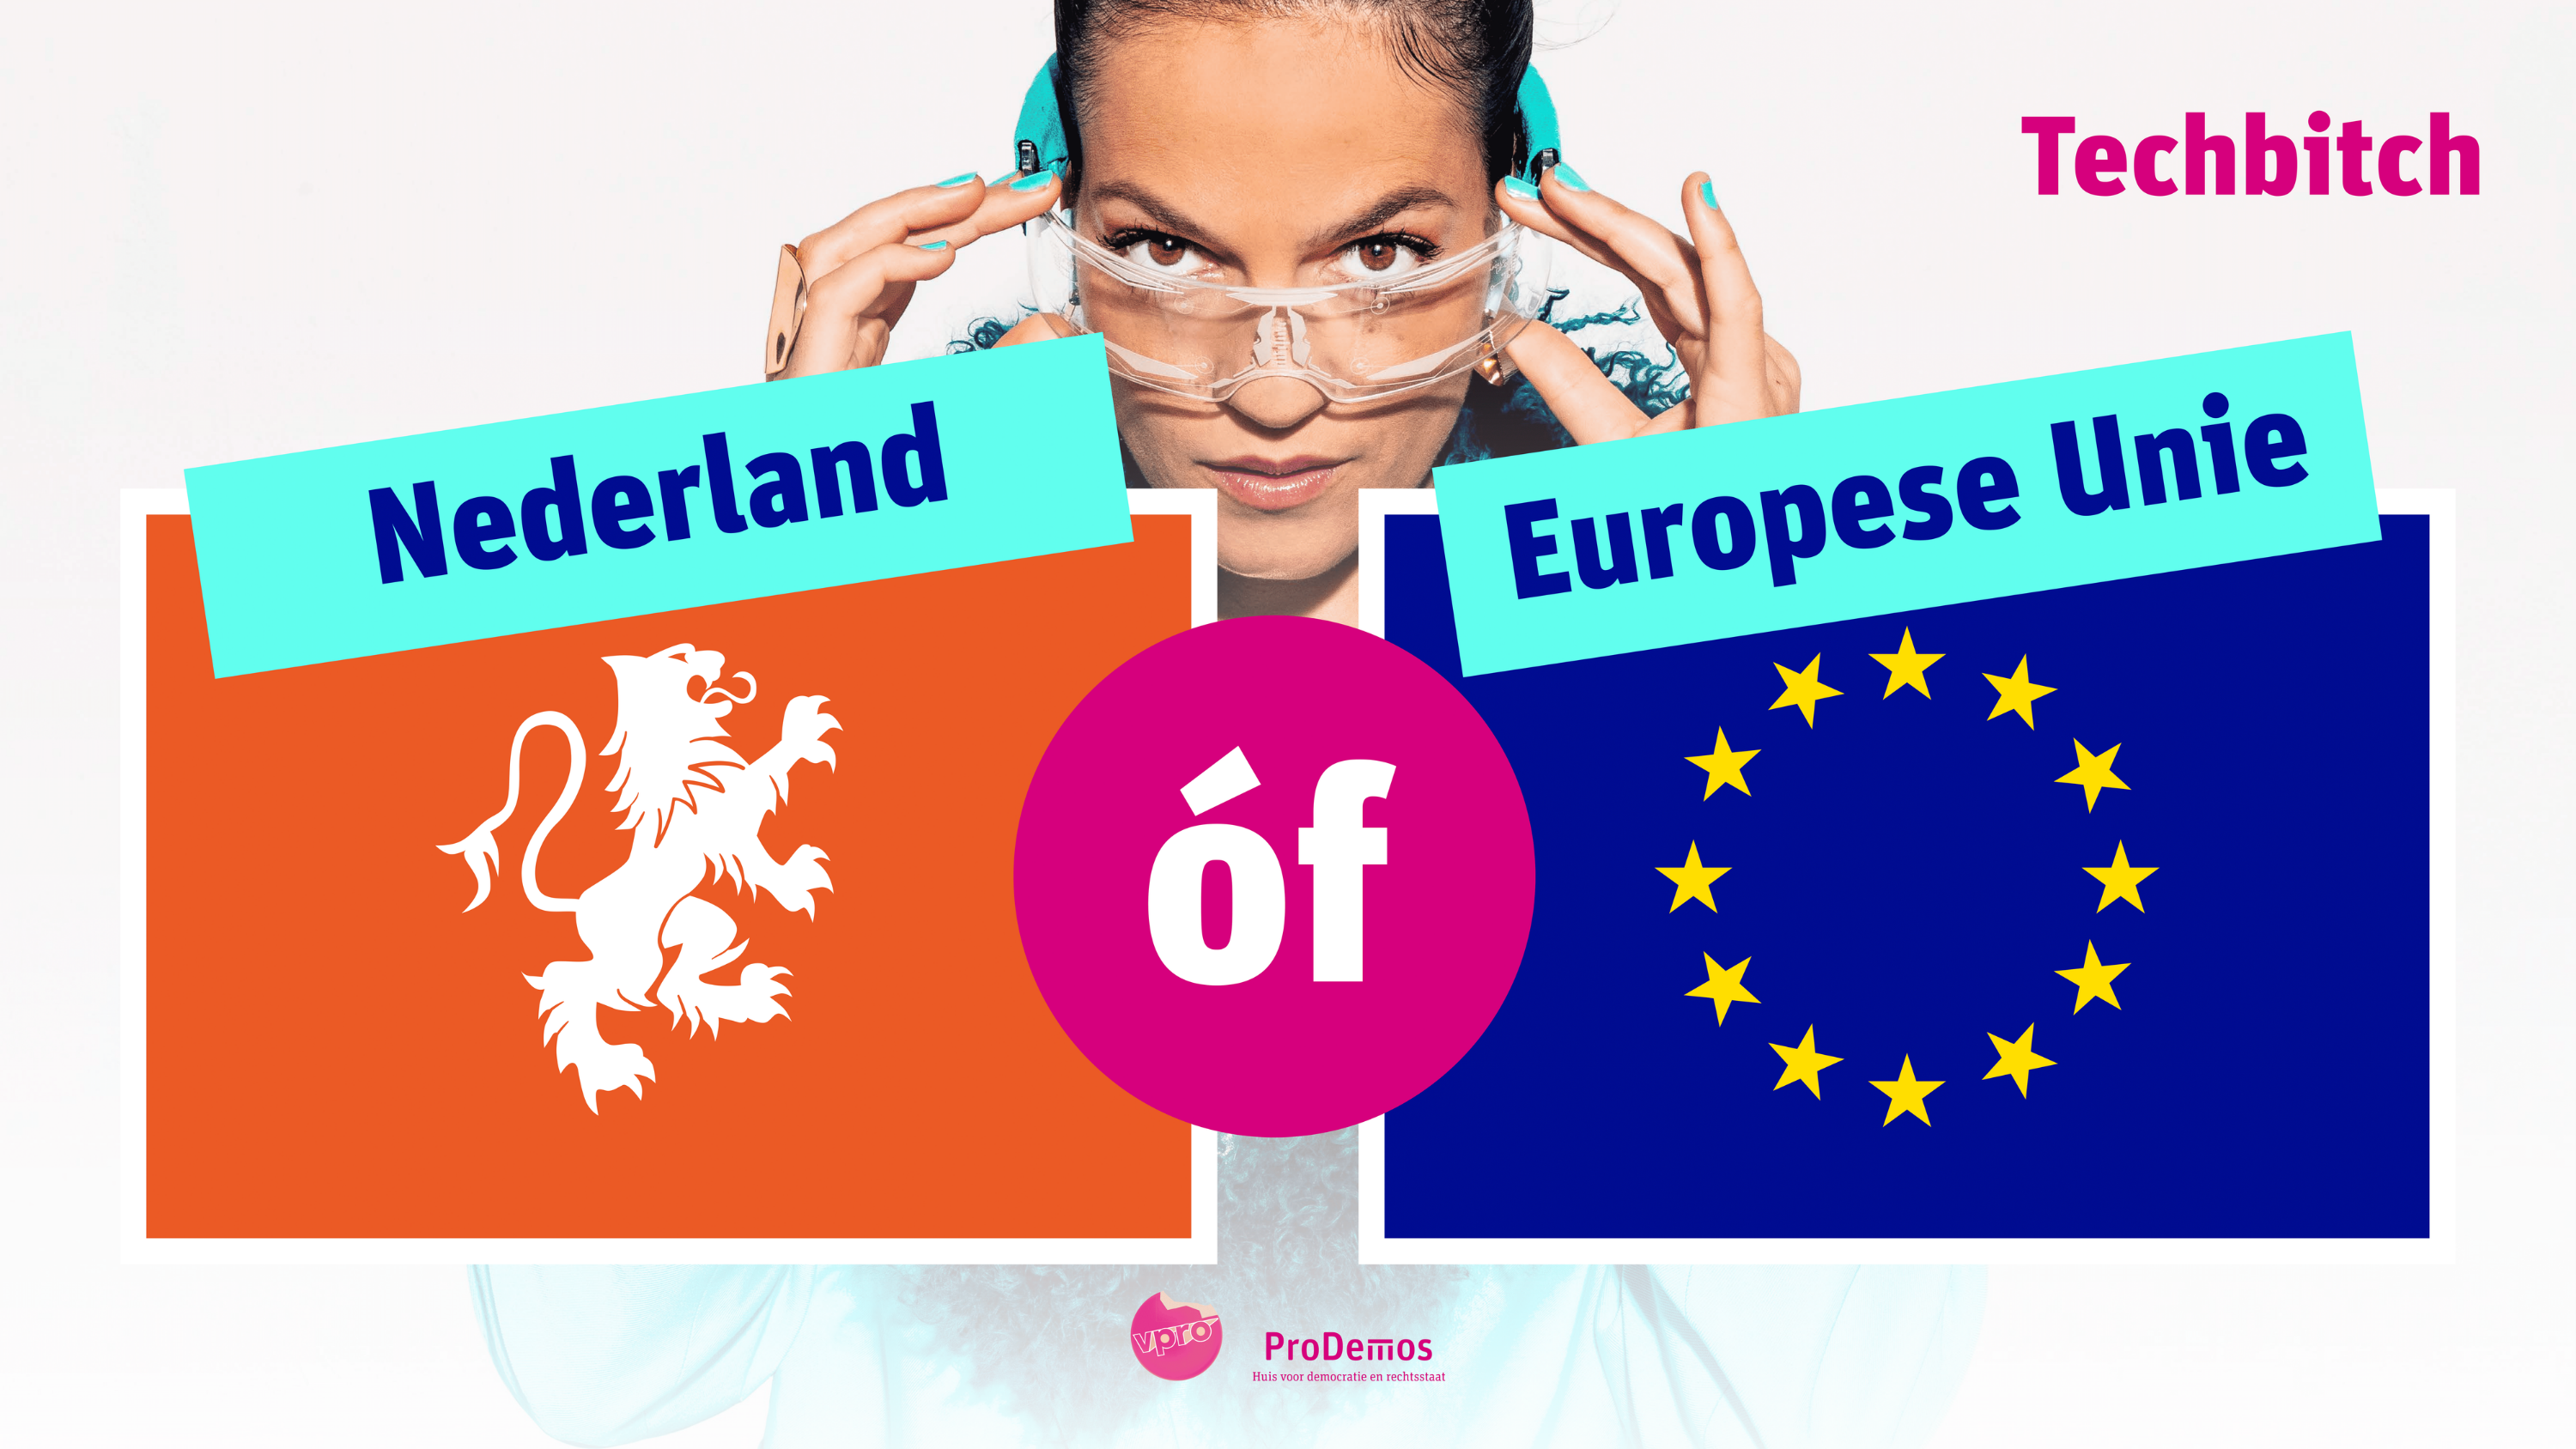 Techbitch
Nederland
Europese Unie
óf
vpro
ProDemos
Huis voor democratie en rechtsstaat